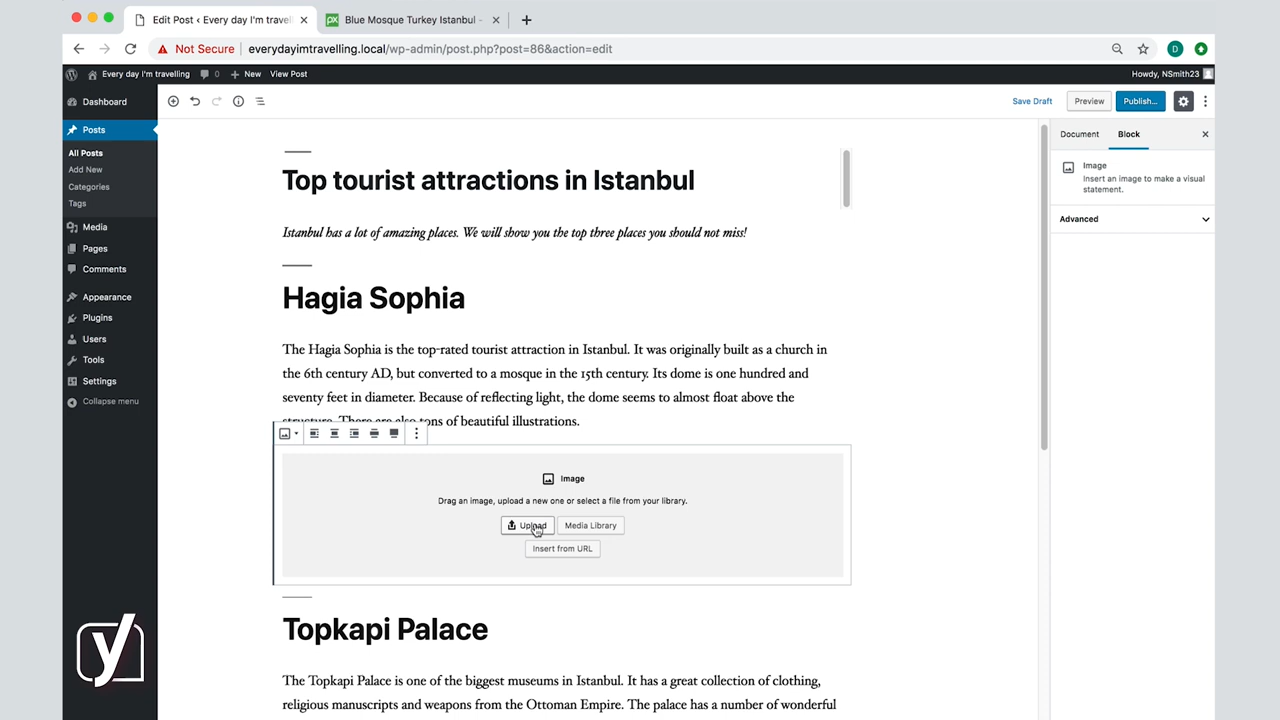 Edit Post ‹ Every day I'm travel
Blue Mosque Turkey Istanbul -
Not Secure
everydayimtravelling.local/wp-admin/post.php?post=86&action=edit
D
Every day I'm travelling
0
New
View Post
Howdy, NSmith23
Dashboard
Posts
All Posts
Add New
Categories
Tags
Media
Pages
Comments
Appearance
Plugins
Users
Tools
Settings
Collapse menu
Save Draft
Preview
Publish...
Document
Block
Image
Insert an image to make a visual
statement.
Advanced
Top tourist attractions in Istanbul
Istanbul has a lot of amazing places. We will show you the top three places you should not miss!
Hagia Sophia
The Hagia Sophia is the top-rated tourist attraction in Istanbul. It was originally built as a church in
the 6th century AD, but converted to a mosque in the 15th century. Its dome is one hundred and
seventy feet in diameter. Because of reflecting light, the dome seems to almost float above the
structure. There are also tons of beautiful illustrations.
Image
Drag an image, upload a new one or select a file from your library.
Upload
Media Library
Insert from URL
Topkapi Palace
The Topkapi Palace is one of the biggest museums in Istanbul. It has a great collection of clothing,
religious manuscripts and weapons from the Ottoman Empire. The palace has a number of wonderful
y